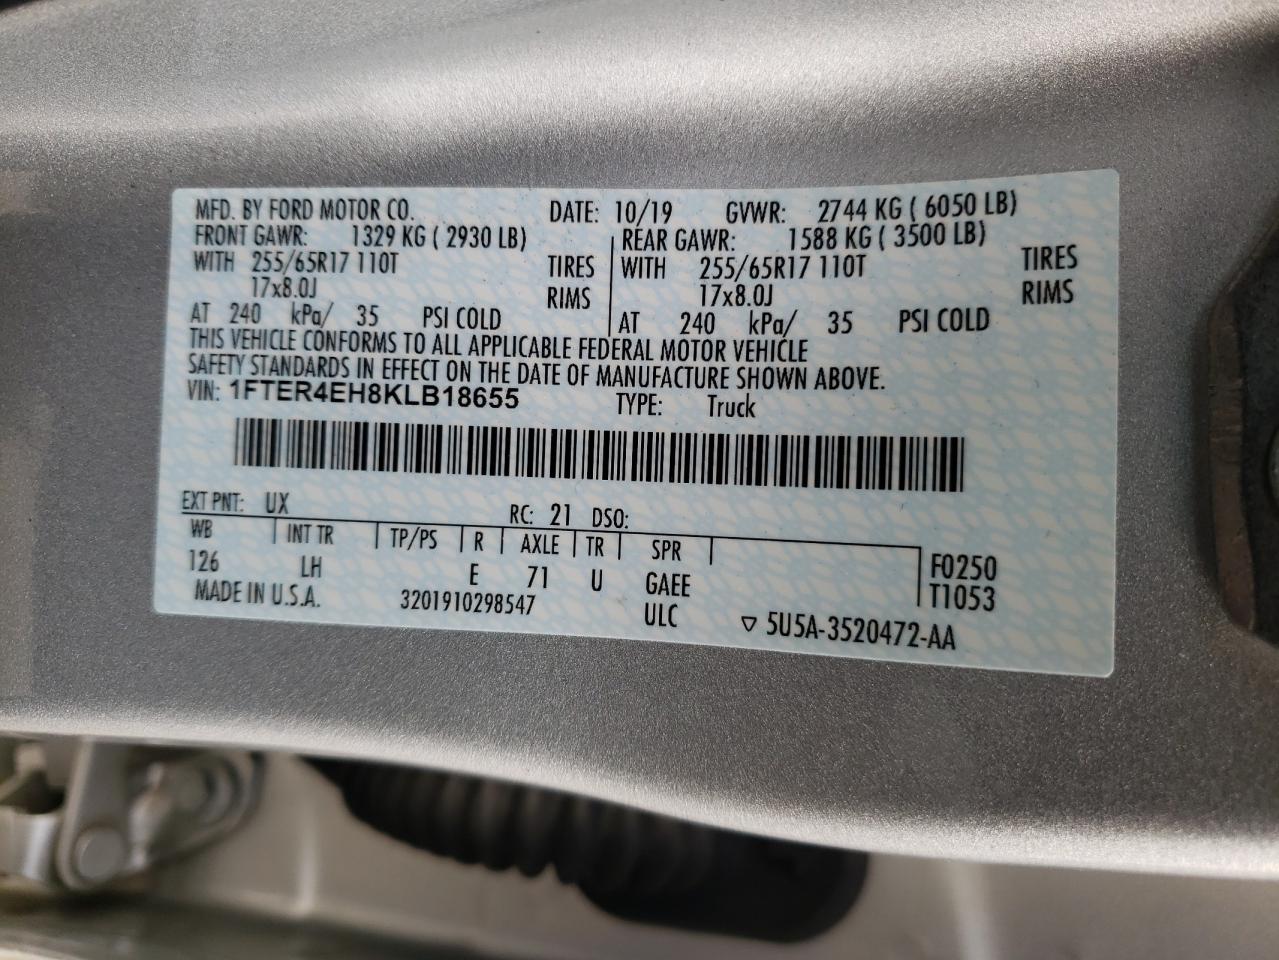 MFD. BY FORD MOTOR CO. DATE: 10/19 GVWR: 2744 KG ( 6050 LB)
FRONT GAWR: 1329 KG ( 2930 LB) REAR GAWR: 1588 KG ( 3500 LB)
WITH 255/65R17 110T TIRES WITH 255/65R17 110T TIRES
17x8.0J RIMS 17x8.0J RIMS
AT 240 kPa/ 35 PSI COLD AT 240 kPa/ 35 PSI COLD
THIS VEHICLE CONFORMS TO ALL APPLICABLE FEDERAL MOTOR VEHICLE
SAFETY STANDARDS IN EFFECT ON THE DATE OF MANUFACTURE SHOWN ABOVE.
VIN: 1FTER4EH8KLB18655 TYPE: Truck
EXT PNT: UX RC: 21 DSO:
WB INT TR TP/PS R AXLE TR SPR
126 LH E 71 U GAEE F0250
MADE IN U.S.A. 3201910298547 ULC T1053
▽ 5U5A-3520472-AA